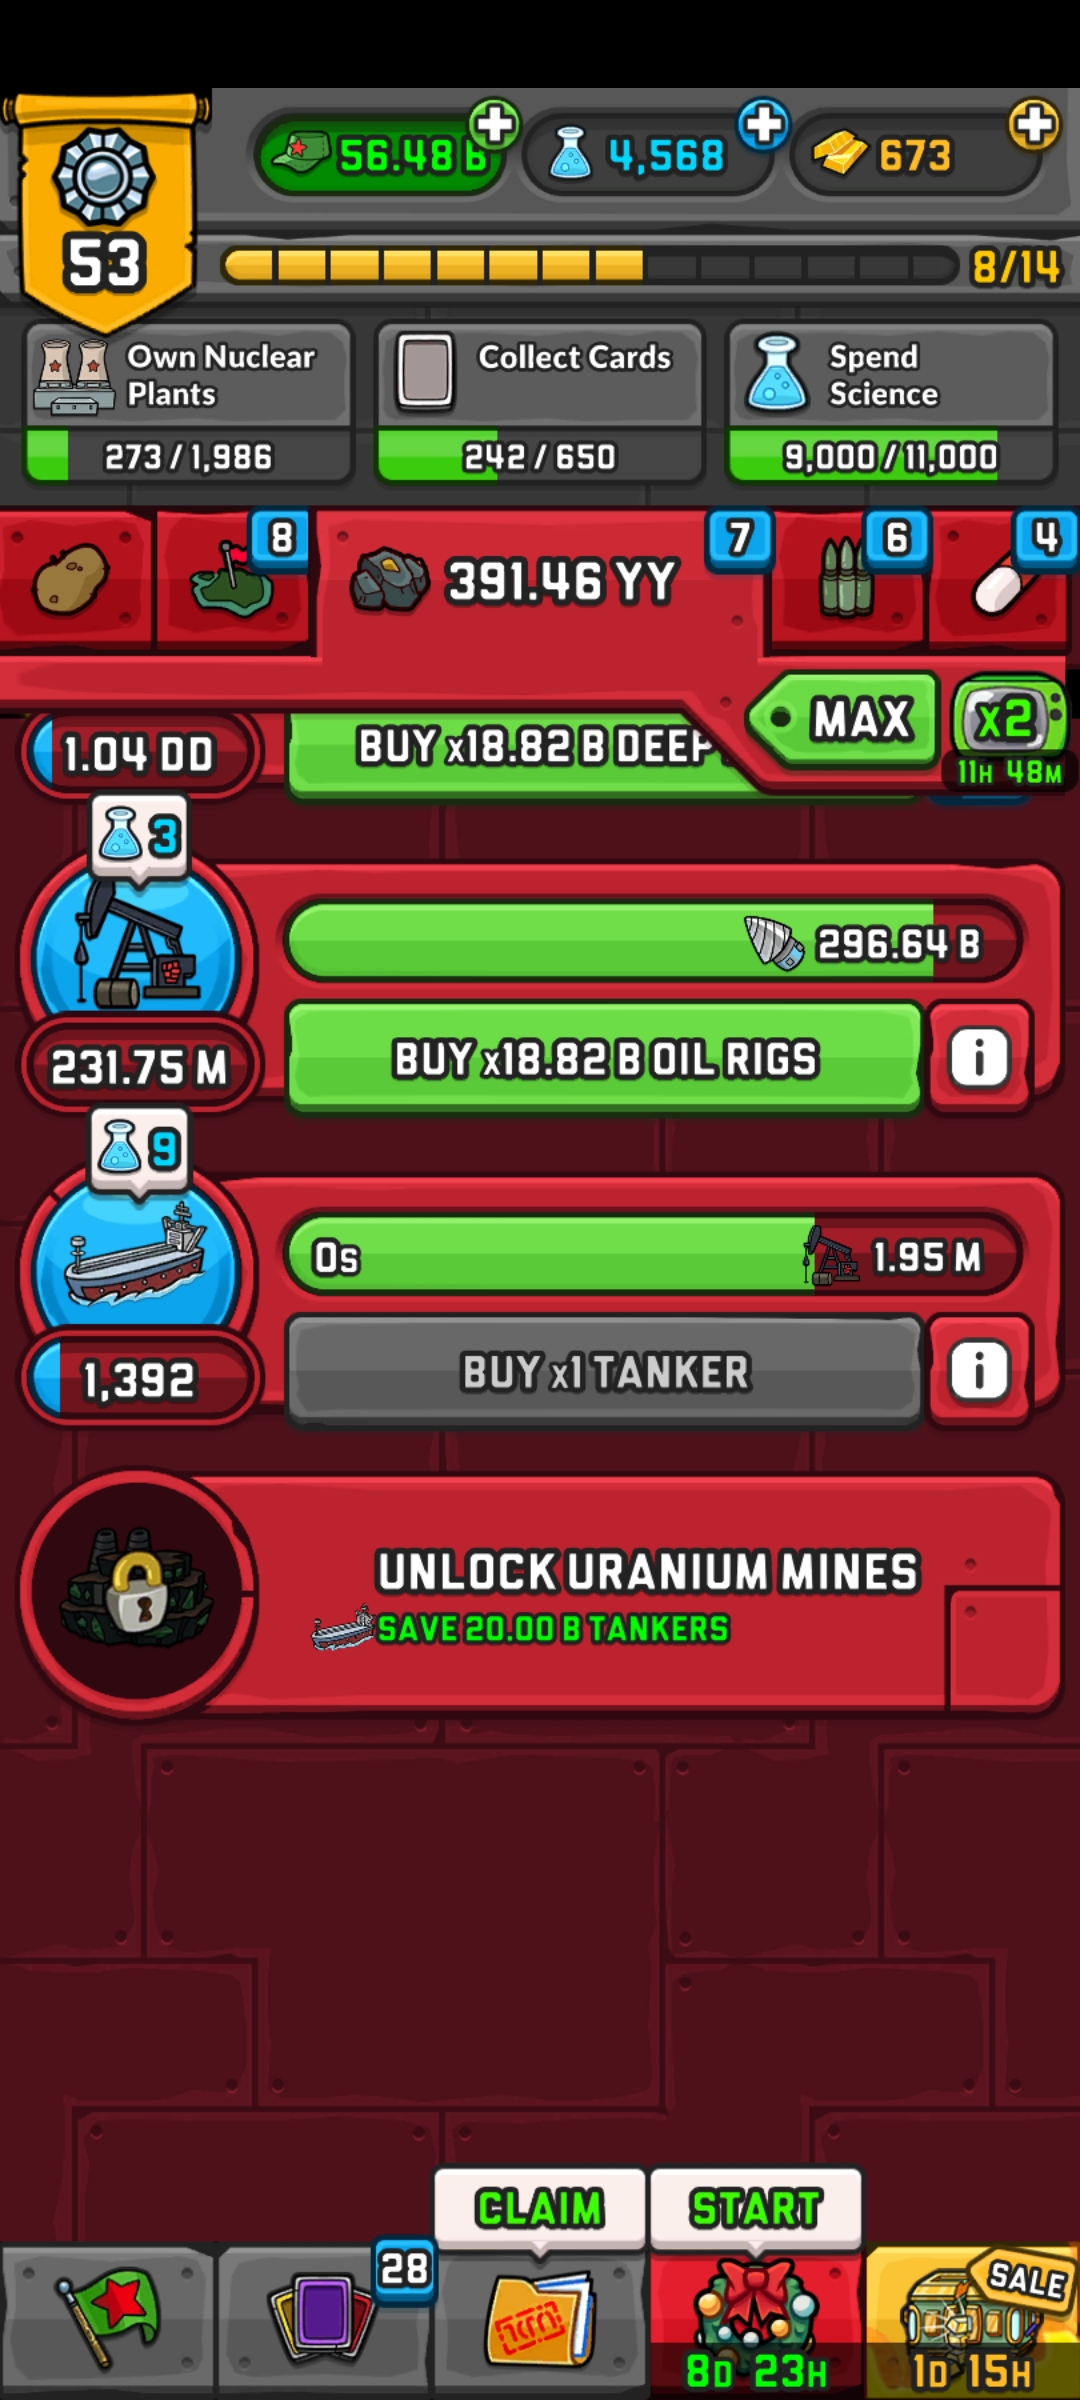 56.48 B
4,568
673
53
8/14
Own Nuclear
Plants
273 / 1,986
Collect Cards
242 / 650
Spend
Science
9,000 / 11,000
8
391.46 YY
7
6
4
MAX
x2
11H 48M
1.04 DD
BUY x18.82 B DEEP
3
296.64 B
231.75 M
BUY x18.82 B OIL RIGS
i
9
0s
1.95 M
1,392
BUY x1 TANKER
i
UNLOCK URANIUM MINES
SAVE 20.00 B TANKERS
CLAIM
START
28
SALE
8D 23H
1D 15H